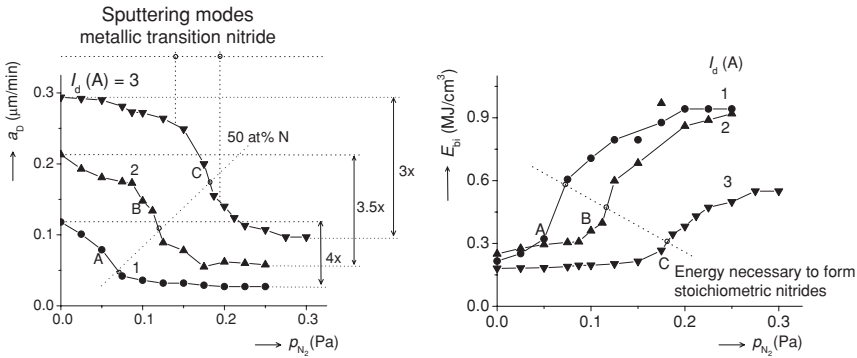 Sputtering modes
metallic transition nitride
I_d (A) = 3
50 at% N
2
1
A
B
C
3x
3.5x
4x
a_D (μm/min)
0.3
0.2
0.1
0.0
0.0 0.1 0.2 0.3
p_N₂ (Pa)
I_d (A)
1
2
3
A
B
C
Energy necessary to form
stoichiometric nitrides
E_bi (MJ/cm³)
1.2
0.9
0.6
0.3
0.0
0.0 0.1 0.2 0.3
p_N₂ (Pa)